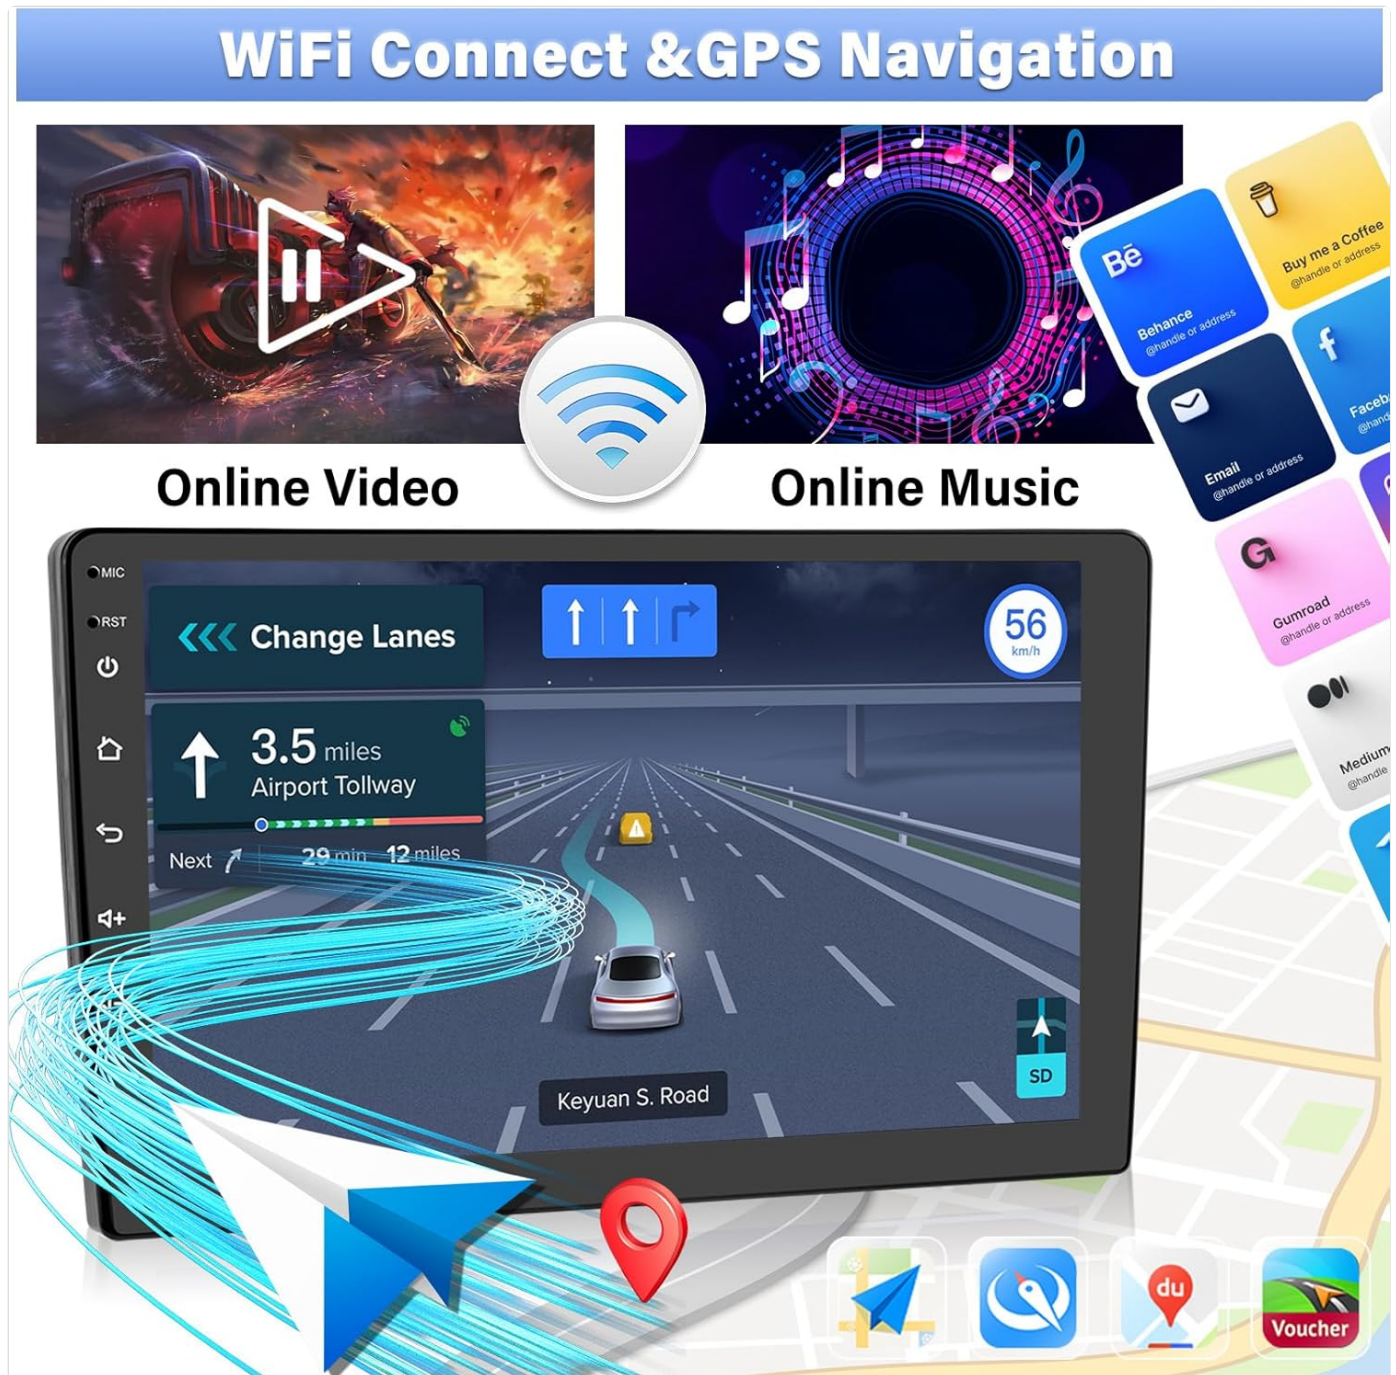 WiFi Connect &GPS Navigation
Online Video
Online Music
Bē
Behance
@handle or address
Buy me a Coffee
@handle or address
Email
@handle or address
f
G
Gumroad
@handle or address
Medium
@handle
MIC
RST
Change Lanes
56
km/h
3.5 miles
Airport Tollway
Next
29 min 12 miles
Keyuan S. Road
SD
du
Voucher